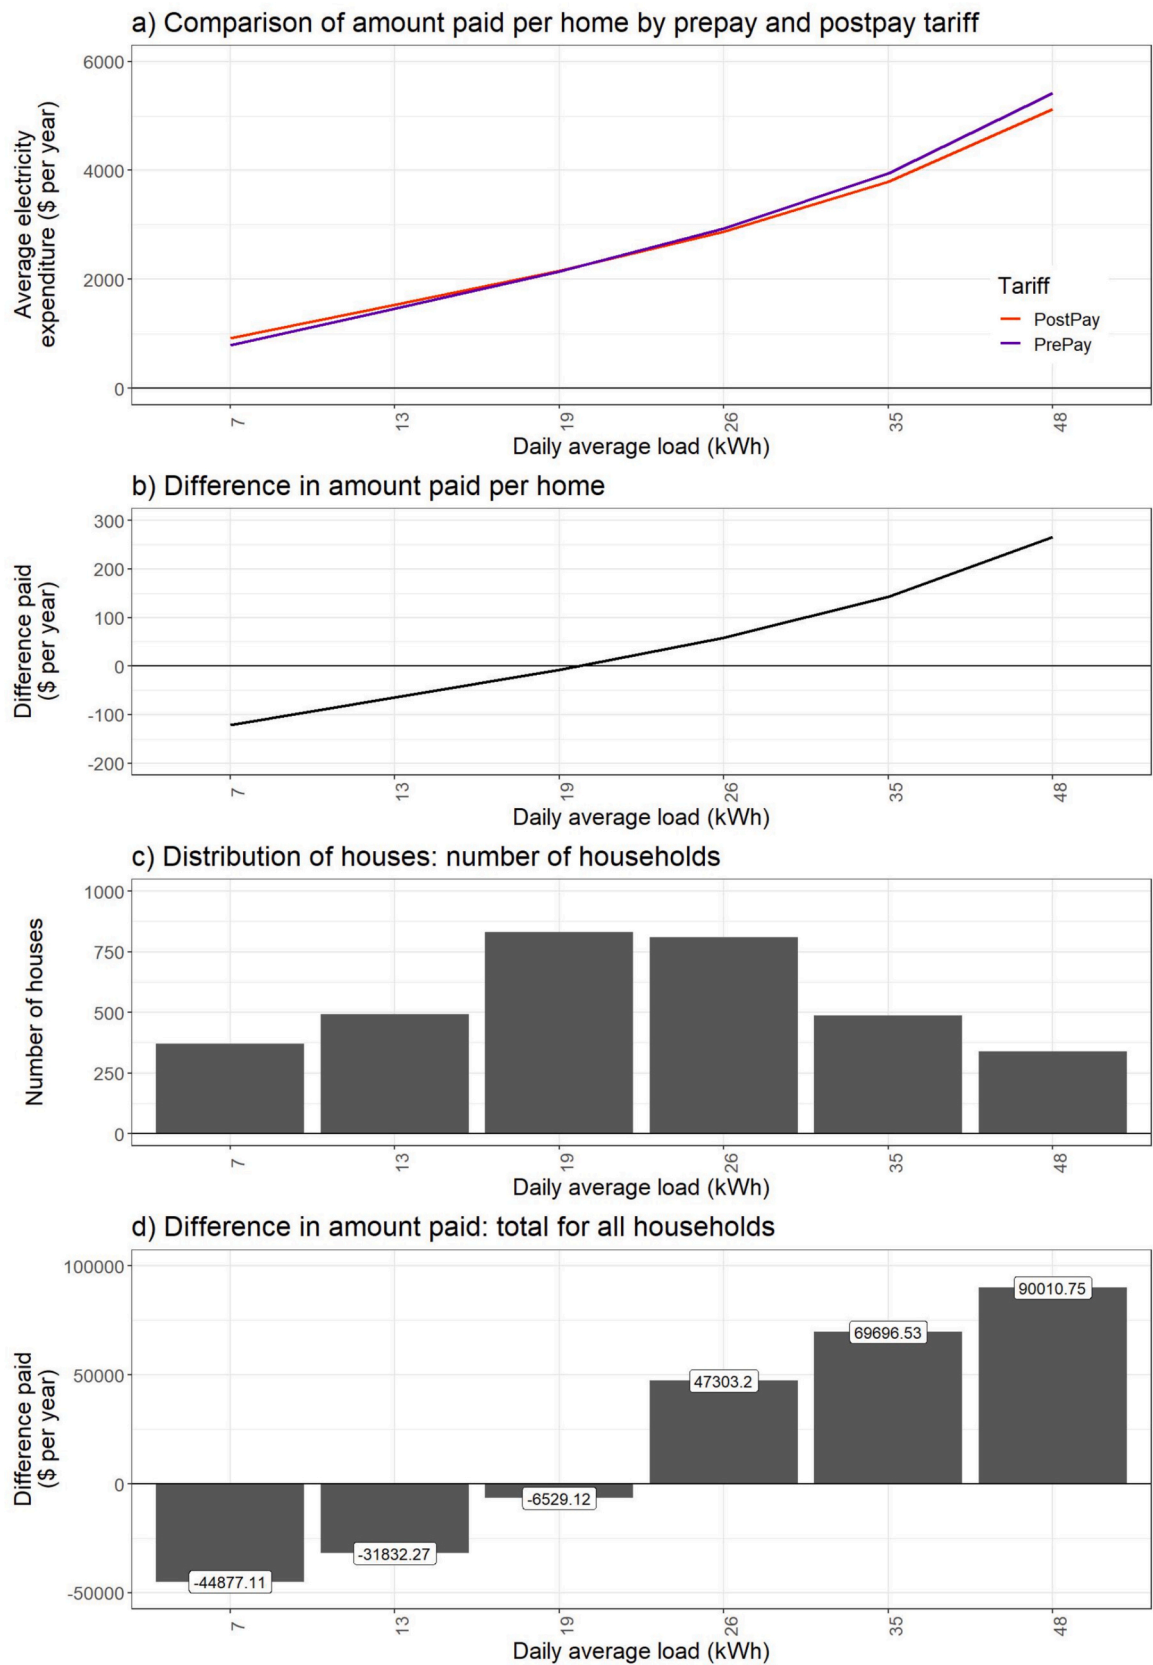 a) Comparison of amount paid per home by prepay and postpay tariff
Average electricity
expenditure ($ per year)
6000
4000
2000
0
Tariff
PostPay
PrePay
7 13 19 26 35 48
Daily average load (kWh)
b) Difference in amount paid per home
Difference paid
($ per year)
300
200
100
0
-100
-200
7 13 19 26 35 48
Daily average load (kWh)
c) Distribution of houses: number of households
Number of houses
1000
750
500
250
0
7 13 19 26 35 48
Daily average load (kWh)
d) Difference in amount paid: total for all households
Difference paid
($ per year)
100000
50000
0
-50000
-44877.11
-31832.27
-6529.12
47303.2
69696.53
90010.75
7 13 19 26 35 48
Daily average load (kWh)